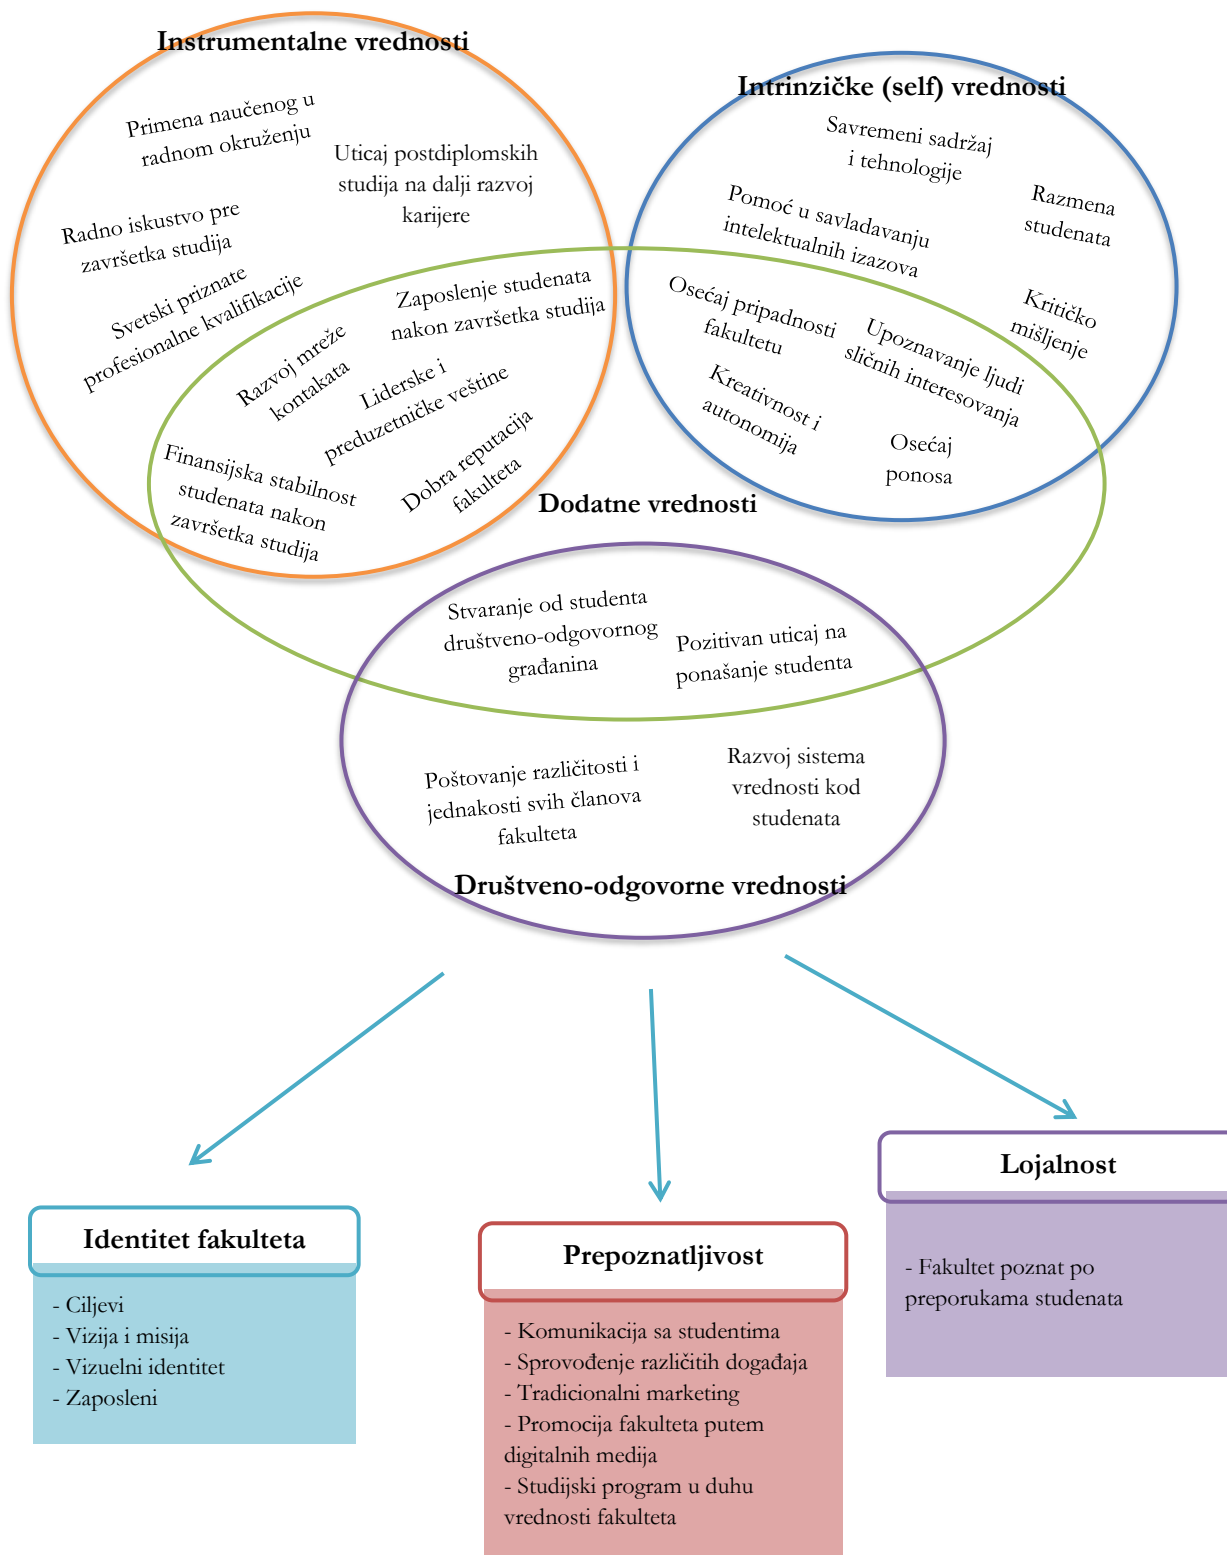 Instrumentalne vrednosti
Primena naučenog u
radnom okruženju
Uticaj postdiplomskih
studija na dalji razvoj
karijere
Radno iskustvo pre
završetka studija
Svetski priznate
profesionalne kvalifikacije
Zaposlenje studenata
nakon završetka studija
Razvoj mreže
kontakata
Liderske i
preduzetničke veštine
Finansijska stabilnost
studenata nakon
završetka studija
Dobra reputacija
fakulteta
Intrinzičke (self) vrednosti
Savremeni sadržaj
i tehnologije
Razmena
studenata
Pomoć u savladavanju
intelektualnih izazova
Kritičko
mišljenje
Osećaj pripadnosti
fakultetu
Upoznavanje ljudi
sličnih interesovanja
Kreativnost i
autonomija
Osećaj
ponosa
Dodatne vrednosti
Stvaranje od studenta
društveno-odgovornog
građanina
Pozitivan uticaj na
ponašanje studenta
Poštovanje različitosti i
jednakosti svih članova
fakulteta
Razvoj sistema
vrednosti kod
studenata
Društveno-odgovorne vrednosti
Identitet fakulteta
- Ciljevi
- Vizija i misija
- Vizuelni identitet
- Zaposleni
Prepoznatljivost
- Komunikacija sa studentima
- Sprovođenje različitih događaja
- Tradicionalni marketing
- Promocija fakulteta putem
digitalnih medija
- Studijski program u duhu
vrednosti fakulteta
Lojalnost
- Fakultet poznat po
preporukama studenata